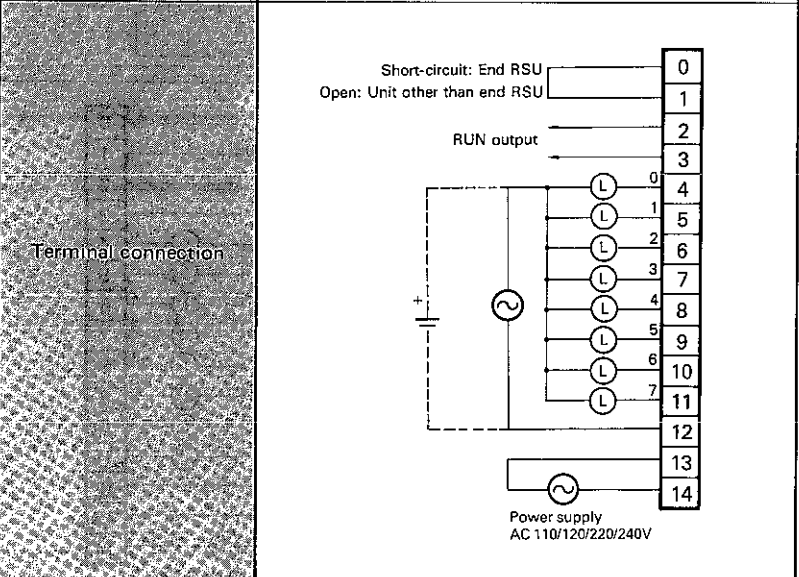 Terminal connection
Short-circuit: End RSU
Open: Unit other than end RSU
RUN output
0
1
2
3
4
5
6
7
8
9
10
11
12
13
14
0
1
2
3
4
5
6
7
L
L
L
L
L
L
L
L
+
Power supply
AC 110/120/220/240V